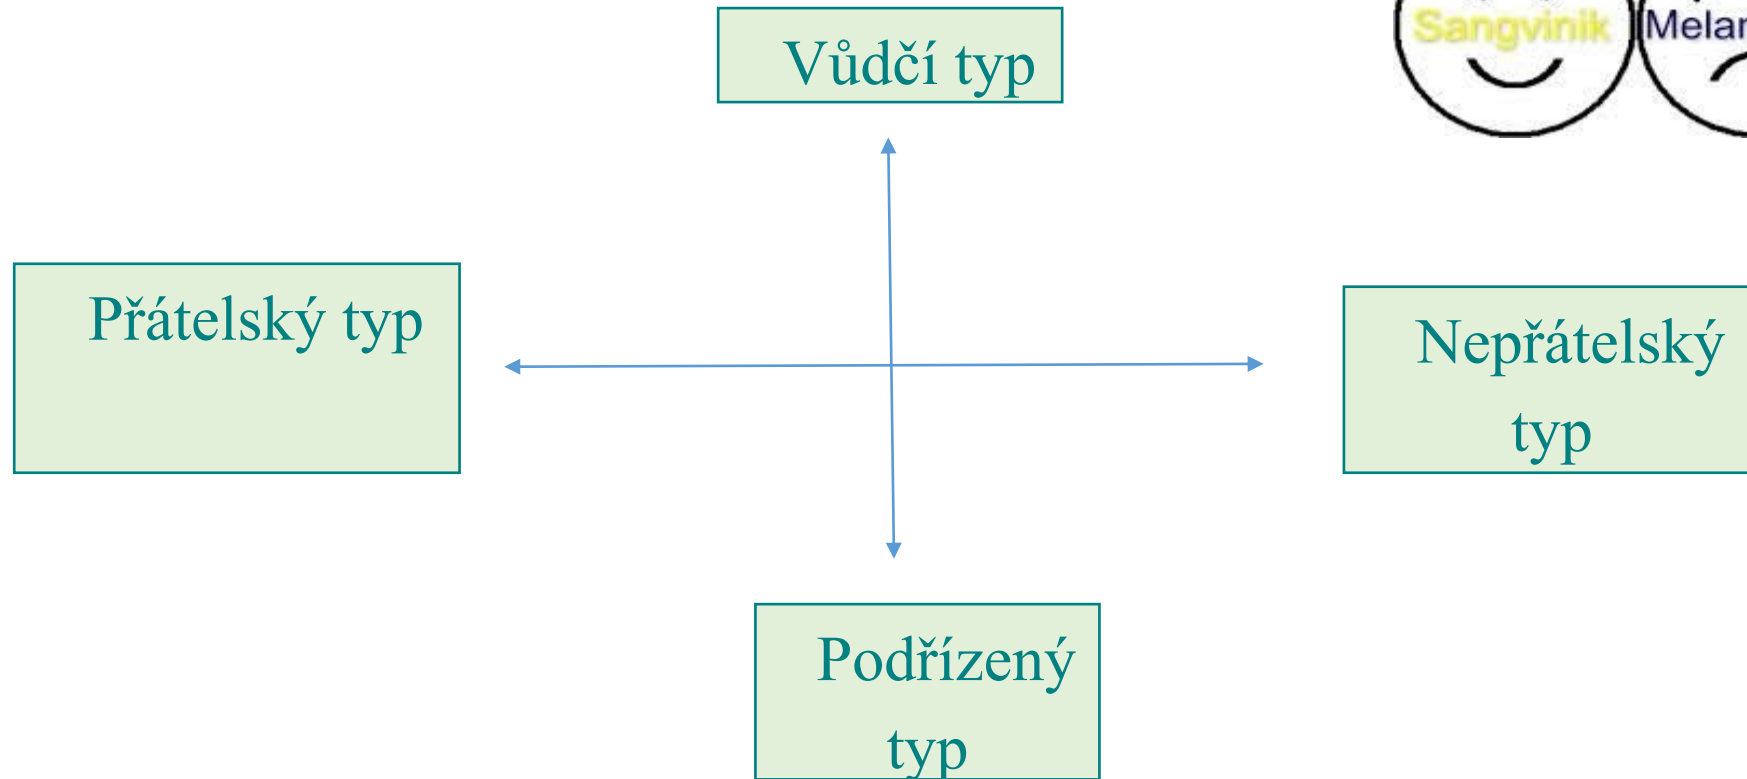 Sangvinik
Vůdčí typ
Přátelský typ
Nepřátelský
typ
Podřízený
typ